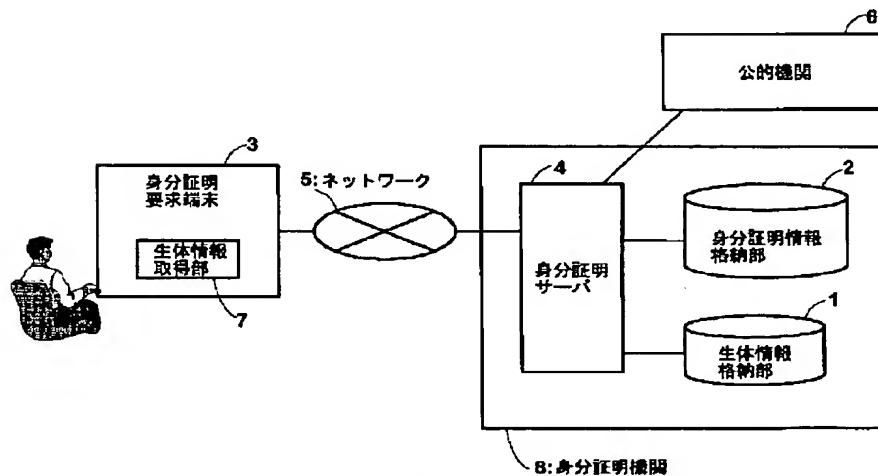 6
公的機関
3
身分証明
要求端末
生体情報
取得部
7
5:ネットワーク
4
身分証明
サーバ
2
身分証明情報
格納部
1
生体情報
格納部
8:身分証明機関